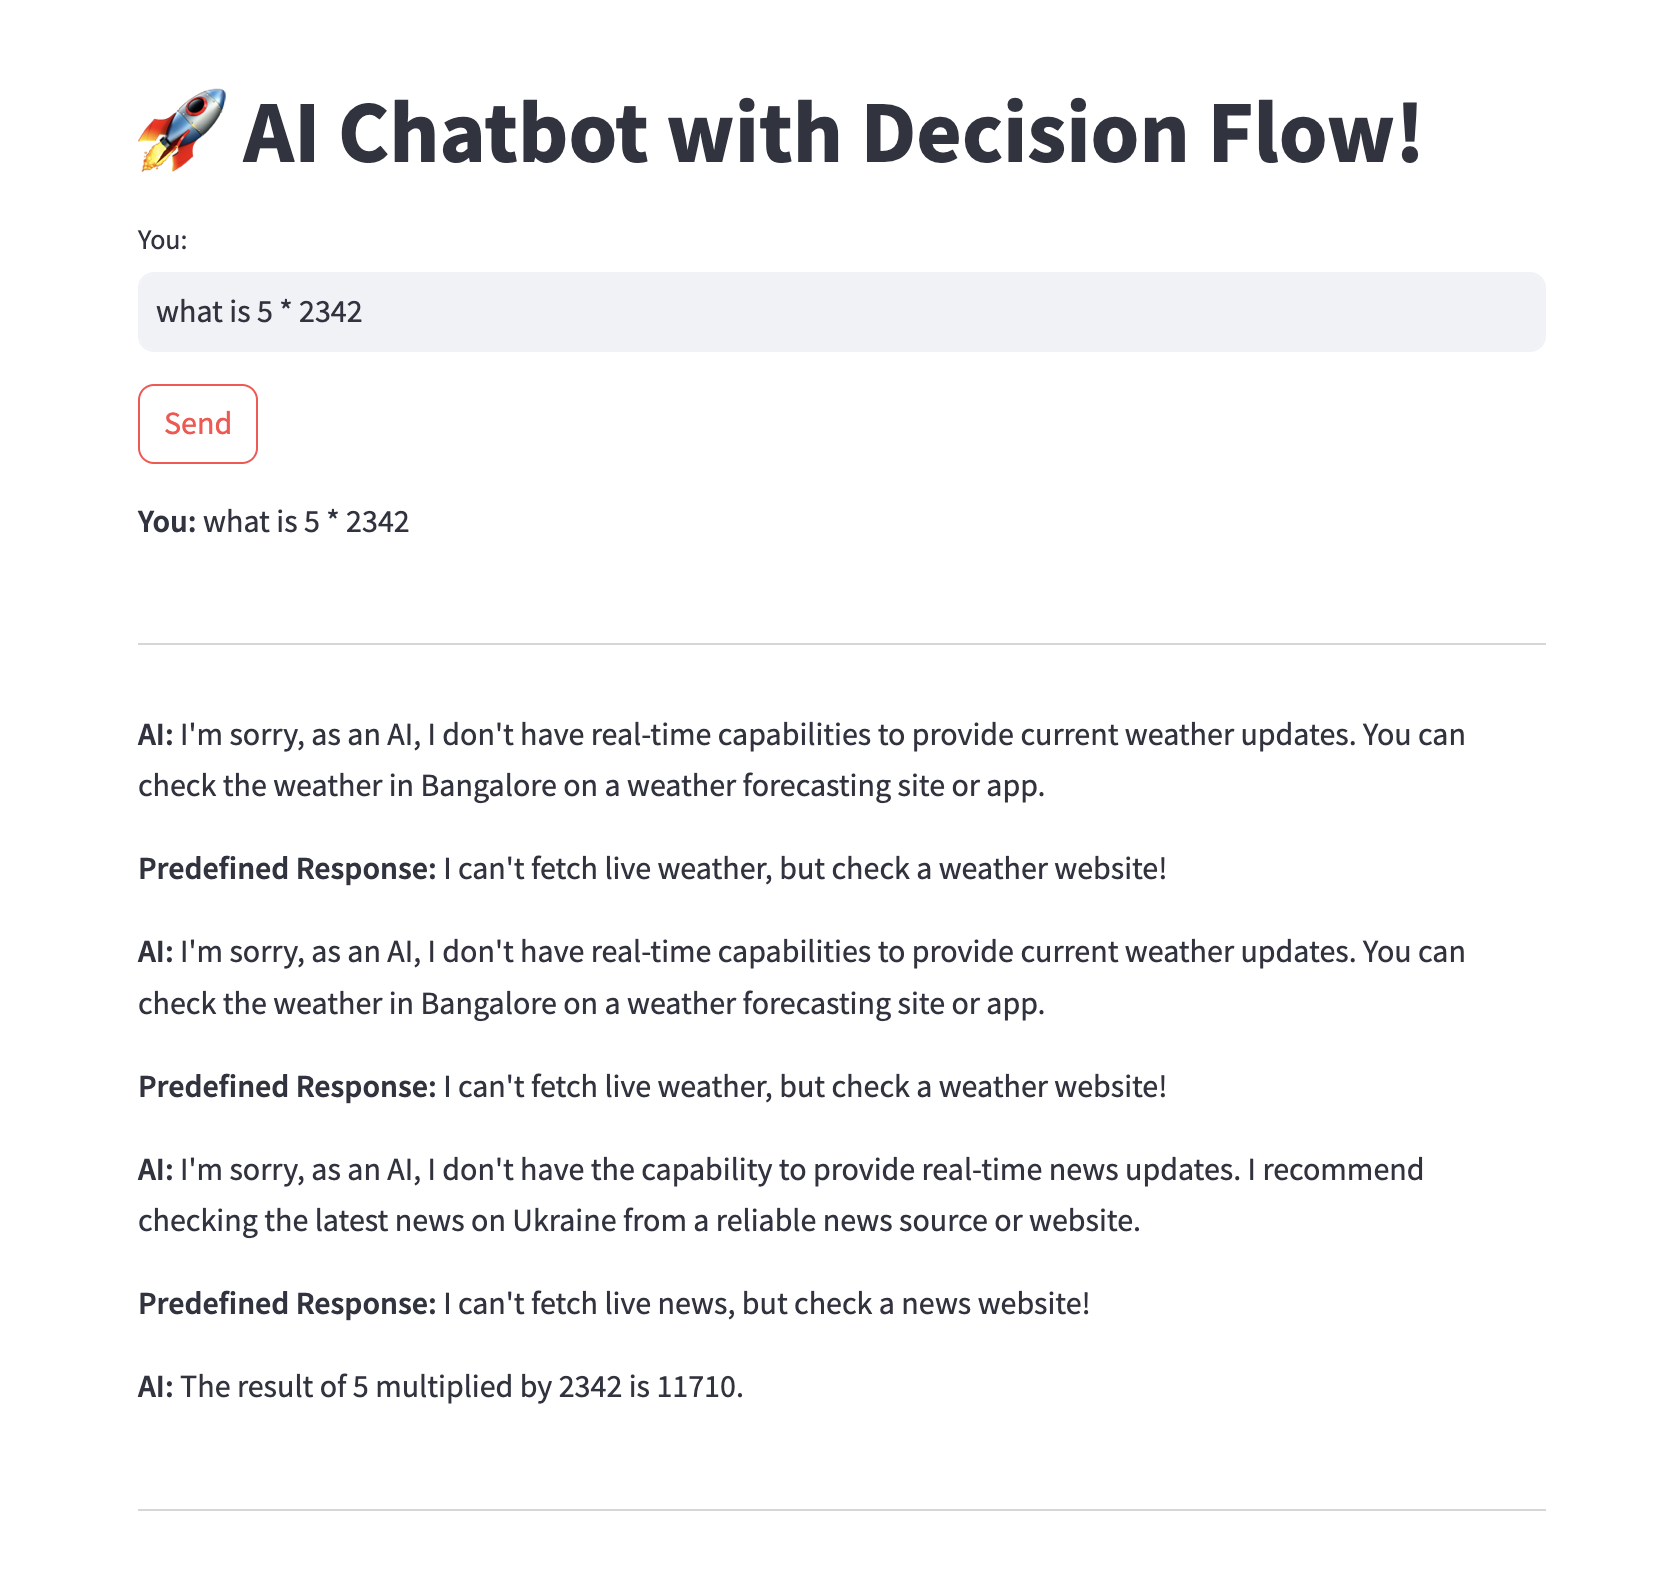 🚀 AI Chatbot with Decision Flow!
You:
what is 5 * 2342
Send
You: what is 5 * 2342
AI: I'm sorry, as an AI, I don't have real-time capabilities to provide current weather updates. You can
check the weather in Bangalore on a weather forecasting site or app.
Predefined Response: I can't fetch live weather, but check a weather website!
AI: I'm sorry, as an AI, I don't have real-time capabilities to provide current weather updates. You can
check the weather in Bangalore on a weather forecasting site or app.
Predefined Response: I can't fetch live weather, but check a weather website!
AI: I'm sorry, as an AI, I don't have the capability to provide real-time news updates. I recommend
checking the latest news on Ukraine from a reliable news source or website.
Predefined Response: I can't fetch live news, but check a news website!
AI: The result of 5 multiplied by 2342 is 11710.